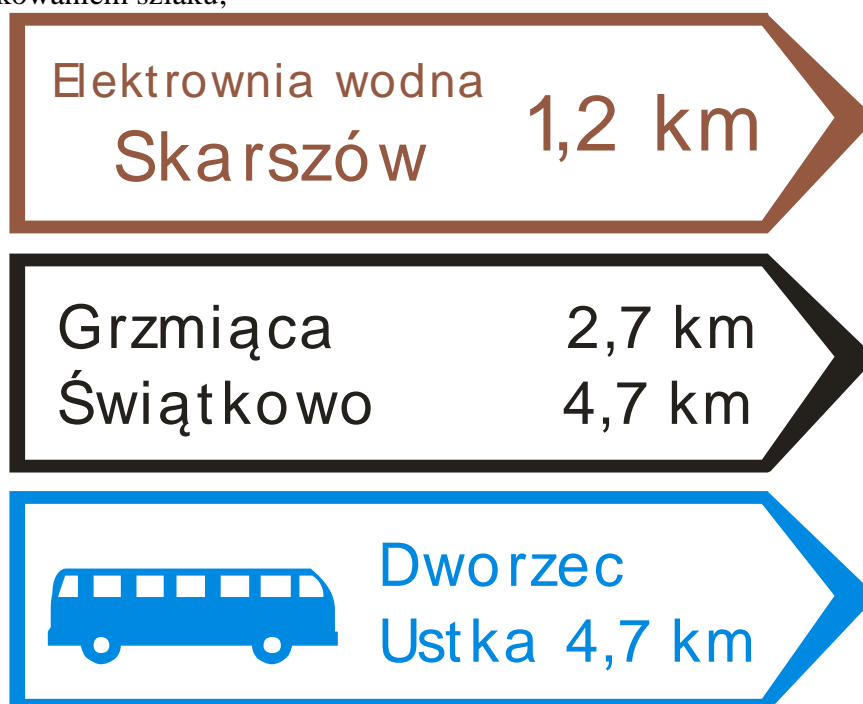 szlaku,
Elektrownia wodna
Skarszów
1,2 km
Grzmiąca 2,7 km
Świątkowo 4,7 km
Dworzec
Ustka 4,7 km